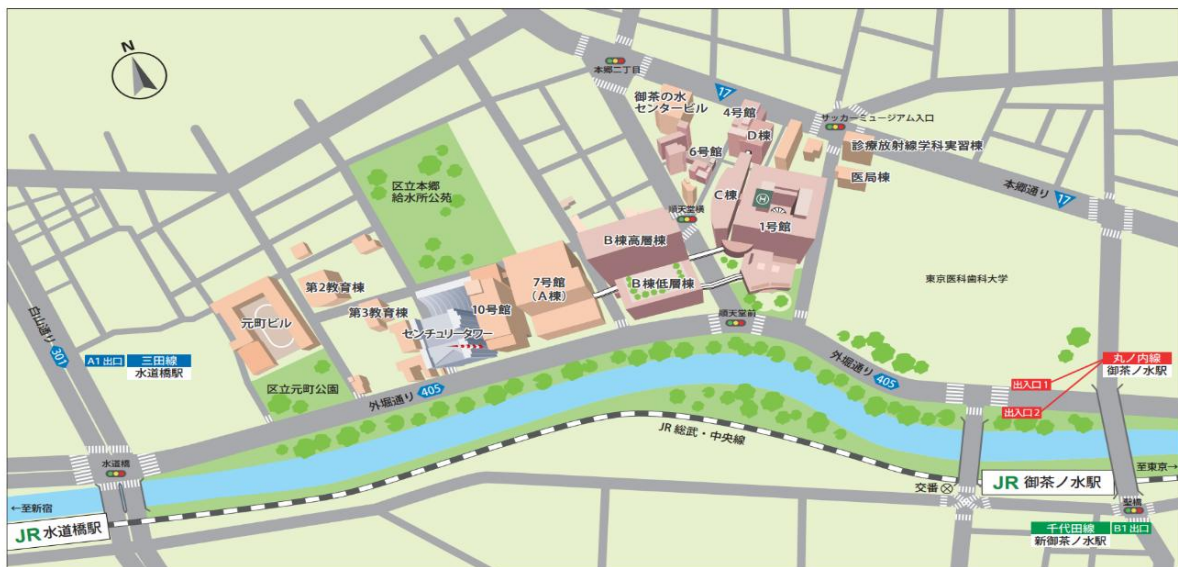 N
本郷二丁目
17
御茶の水
センタービル
4号館
D棟
サッカーミュージアム入口
6号館
診療放射線学科実習棟
医局棟
本郷通り
17
区立本郷
給水所公苑
C棟
H
順天堂横
1号館
B棟高層棟
B棟低層棟
7号館
(A棟)
東京医科歯科大学
第2教育棟
第3教育棟
10号館
センチュリータワー
元町ビル
白山通り
301
A1出口
三田線
水道橋駅
順天堂前
外堀通り
405
丸ノ内線
御茶ノ水駅
出入口1
出入口2
区立元町公園
外堀通り
405
JR 総武・中央線
水道橋
←至新宿
JR 水道橋駅
交番
JR 御茶ノ水駅
至東京→
聖橋
千代田線
B1出口
新御茶ノ水駅